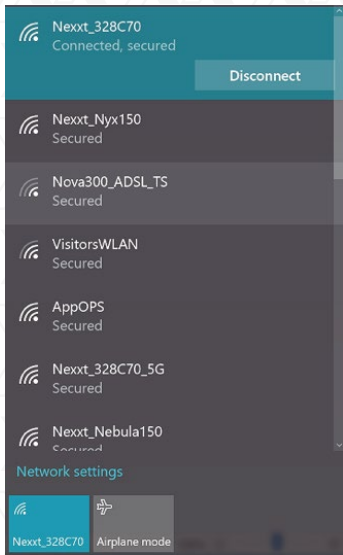 Nexxt_328C70
Connected, secured
Disconnect
Nexxt_Nyx150
Secured
Nova300_ADSL_TS
Secured
VisitorsWLAN
Secured
AppOPS
Secured
Nexxt_328C70_5G
Secured
Nexxt_Nebula150
Secured
Network settings
Nexxt_328C70
Airplane mode